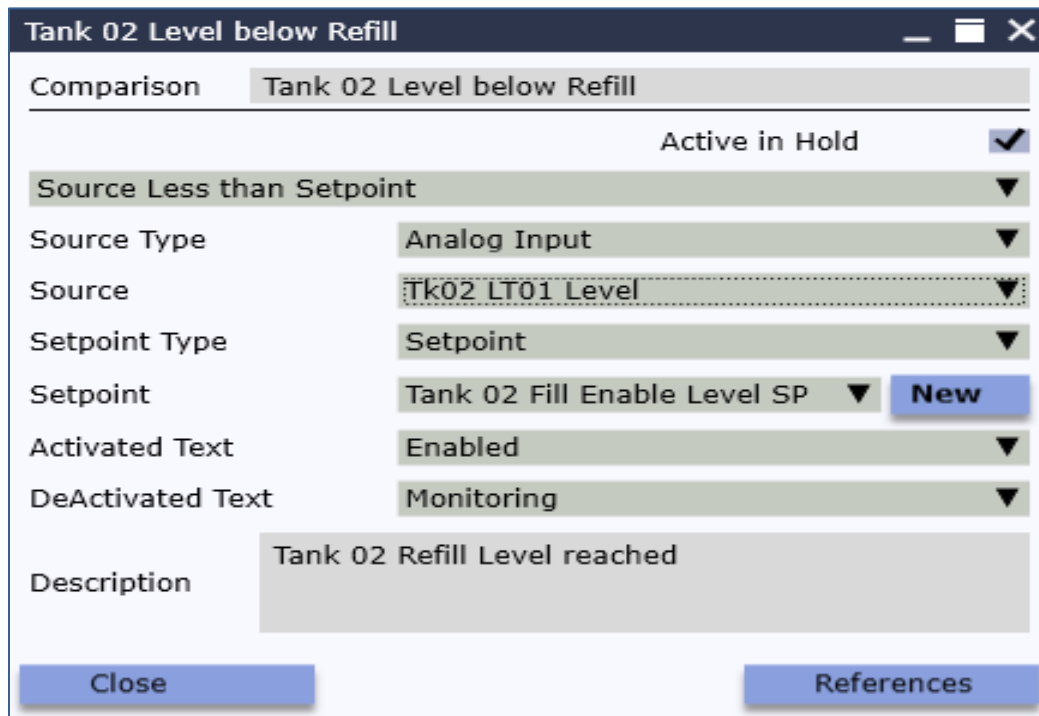 Tank 02 Level below Refill
Comparison Tank 02 Level below Refill
Active in Hold
Source Less than Setpoint
Source Type Analog Input
Source Tk02 LT01 Level
Setpoint Type Setpoint
Setpoint Tank 02 Fill Enable Level SP New
Activated Text Enabled
DeActivated Text Monitoring
Tank 02 Refill Level reached
Description
Close References